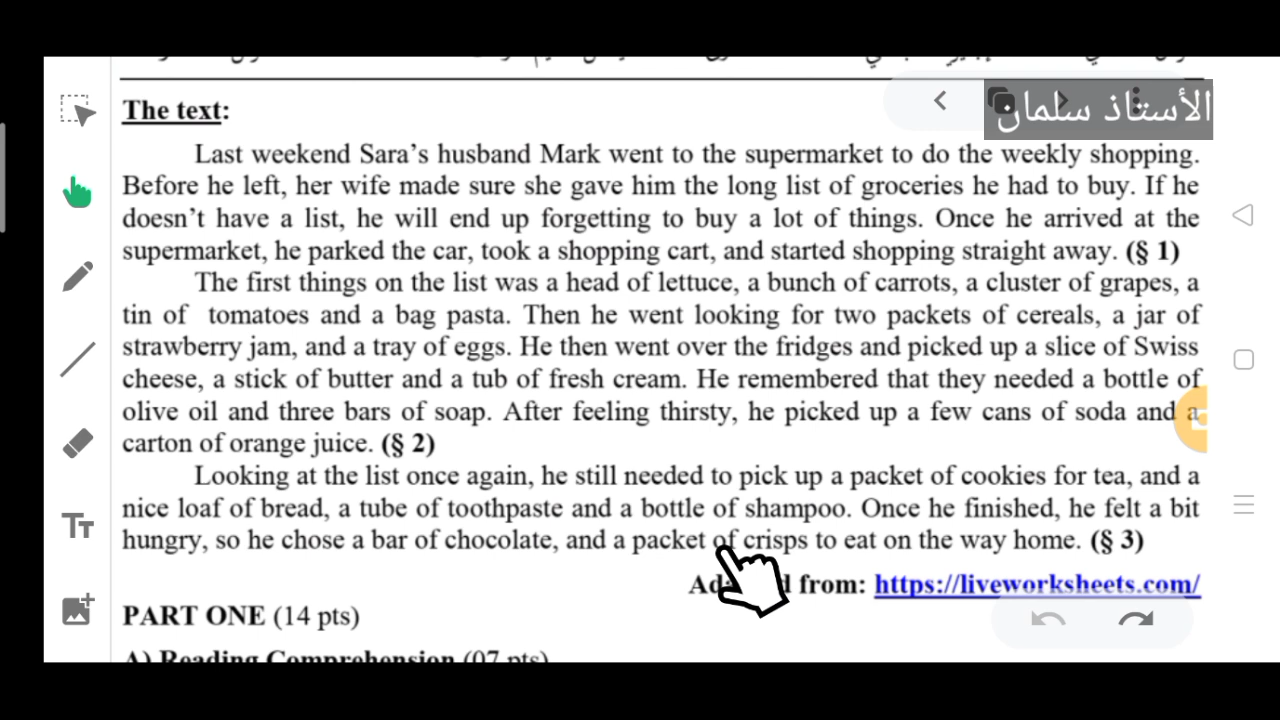 الأستاذ سلمان
The text:
Last weekend Sara's husband Mark went to the supermarket to do the weekly shopping.
Before he left, her wife made sure she gave him the long list of groceries he had to buy. If he
doesn't have a list, he will end up forgetting to buy a lot of things. Once he arrived at the
supermarket, he parked the car, took a shopping cart, and started shopping straight away. (§ 1)
The first things on the list was a head of lettuce, a bunch of carrots, a cluster of grapes, a
tin of tomatoes and a bag pasta. Then he went looking for two packets of cereals, a jar of
strawberry jam, and a tray of eggs. He then went over the fridges and picked up a slice of Swiss
cheese, a stick of butter and a tub of fresh cream. He remembered that they needed a bottle of
olive oil and three bars of soap. After feeling thirsty, he picked up a few cans of soda and a
carton of orange juice. (§ 2)
Looking at the list once again, he still needed to pick up a packet of cookies for tea, and a
nice loaf of bread, a tube of toothpaste and a bottle of shampoo. Once he finished, he felt a bit
hungry, so he chose a bar of chocolate, and a packet of crisps to eat on the way home. (§ 3)
from: https://liveworksheets.com/
PART ONE (14 pts)
A) Reading Comprehension (07 pts)
Tт